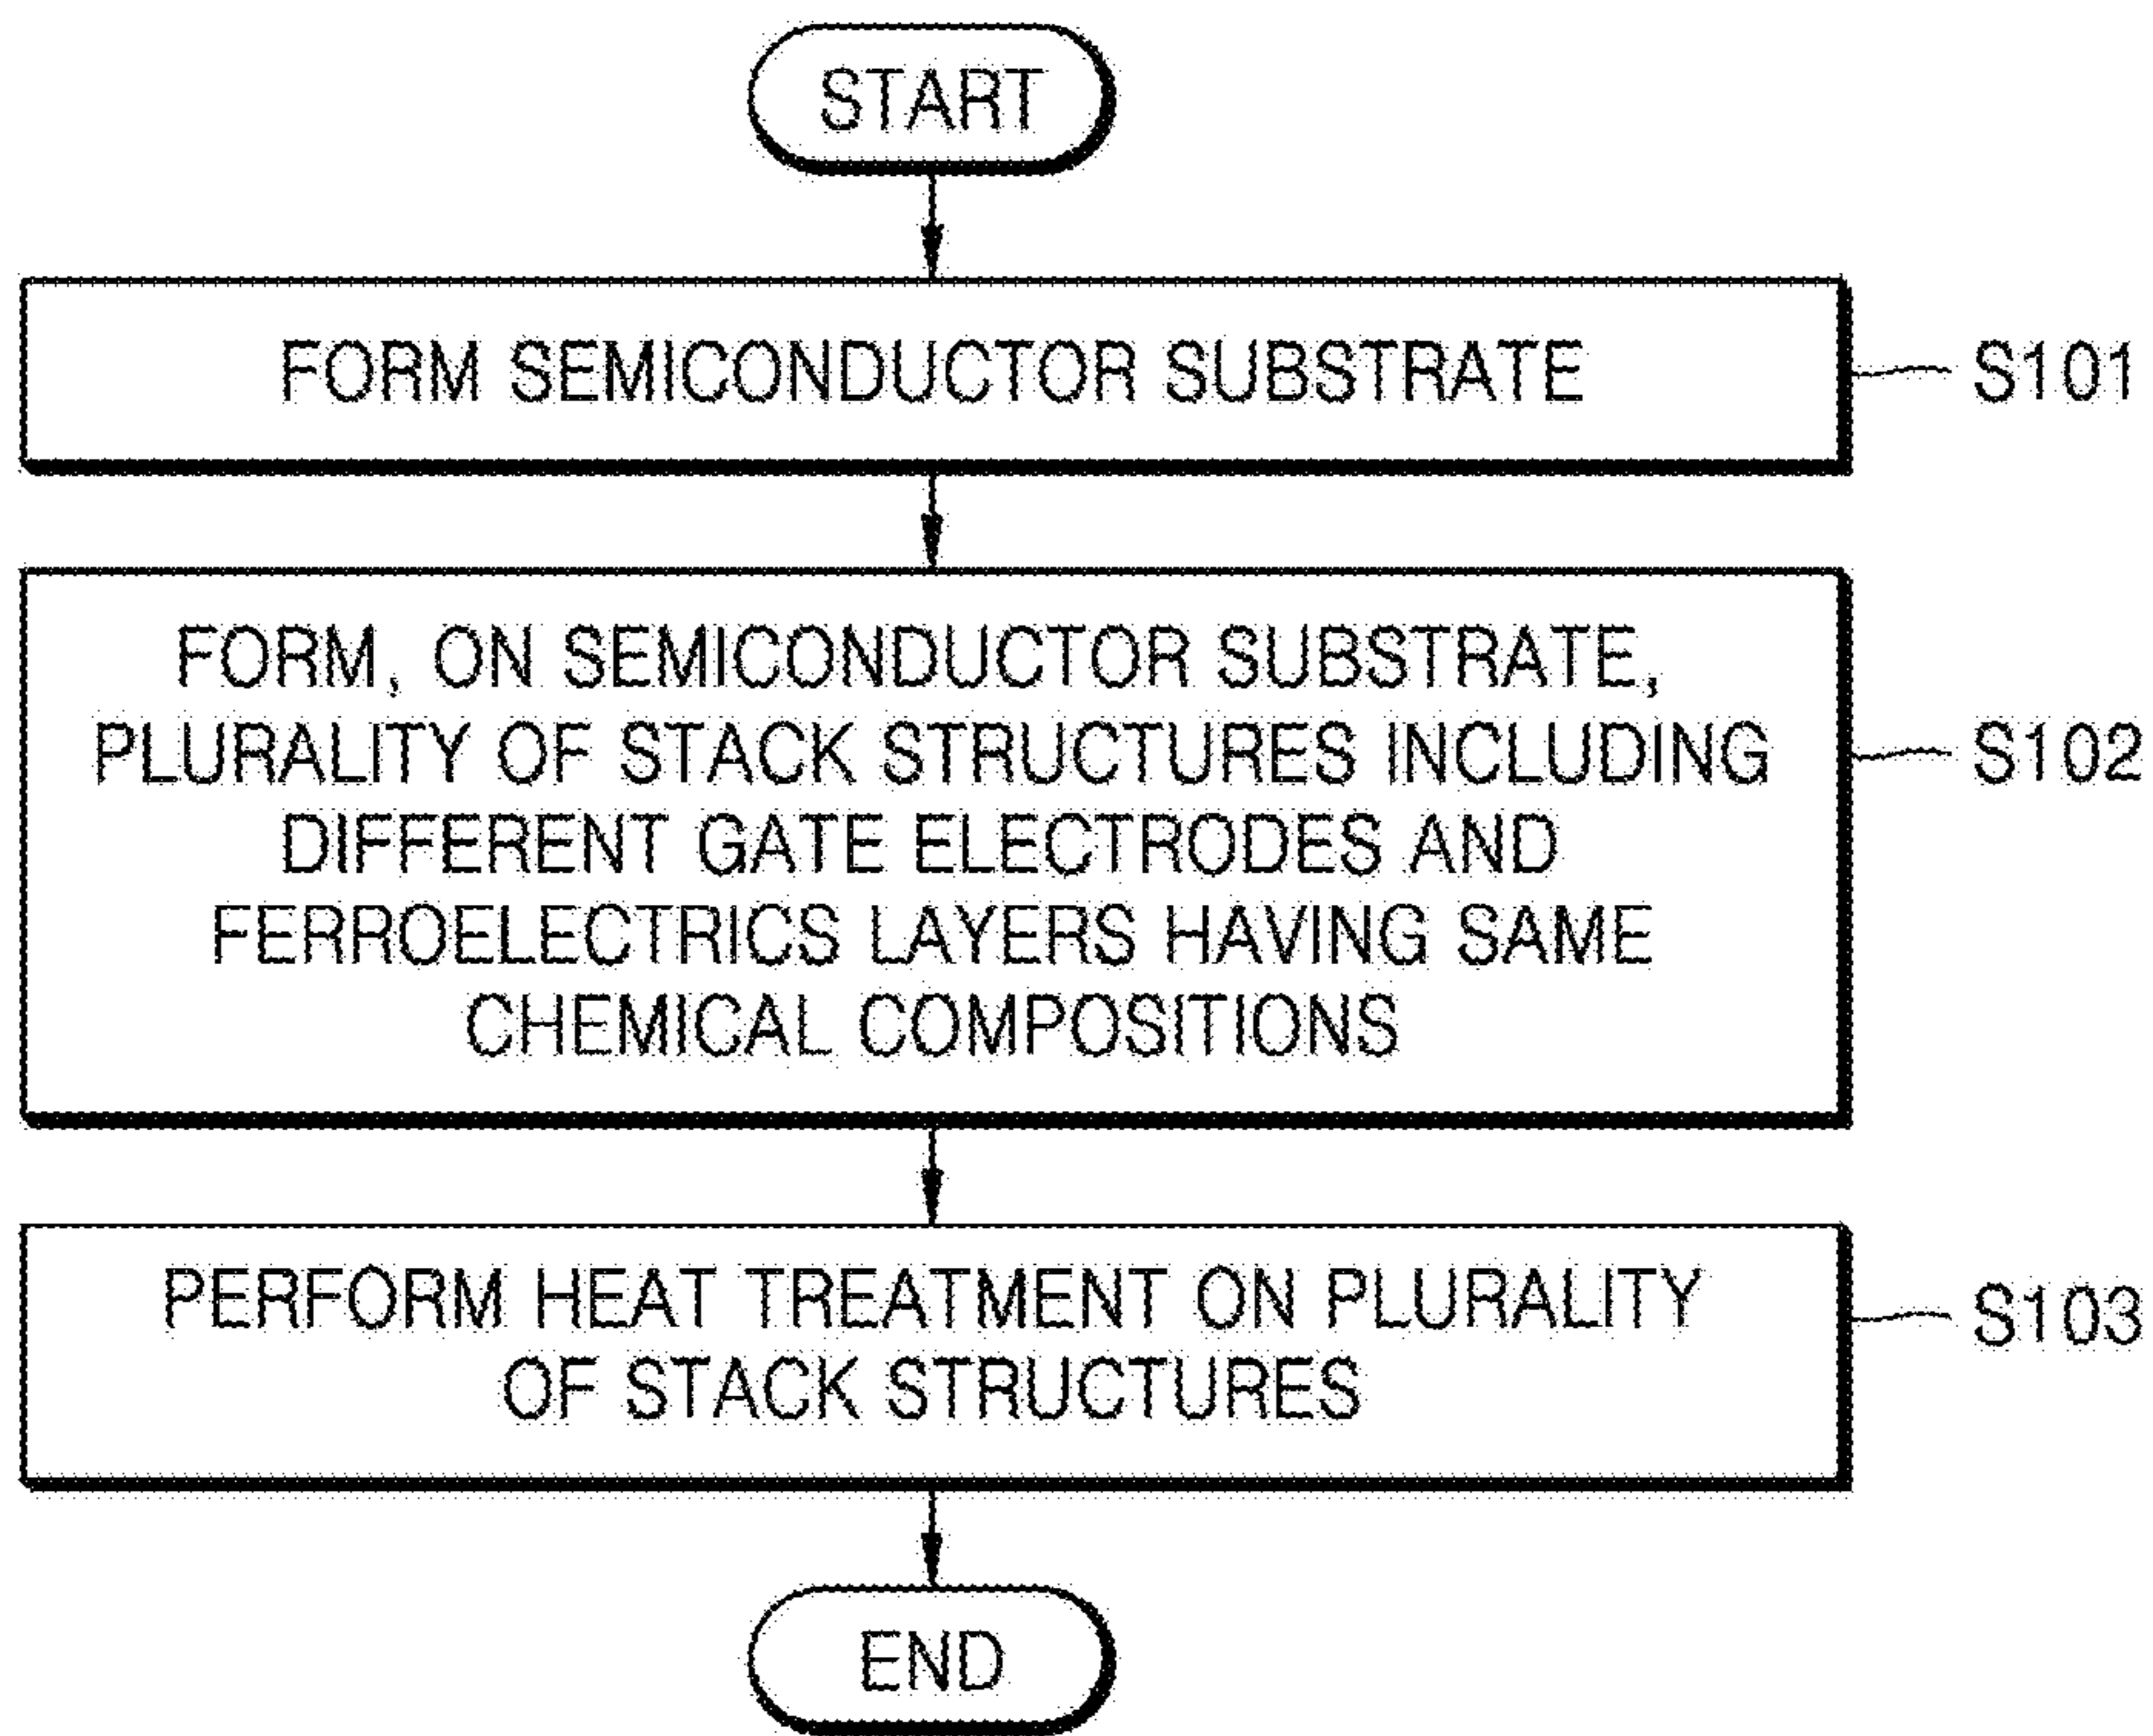 START
FORM SEMICONDUCTOR SUBSTRATE
S101
FORM, ON SEMICONDUCTOR SUBSTRATE,
PLURALITY OF STACK STRUCTURES INCLUDING
DIFFERENT GATE ELECTRODES AND
FERROELECTRICS LAYERS HAVING SAME
CHEMICAL COMPOSITIONS
S102
PERFORM HEAT TREATMENT ON PLURALITY
OF STACK STRUCTURES
S103
END